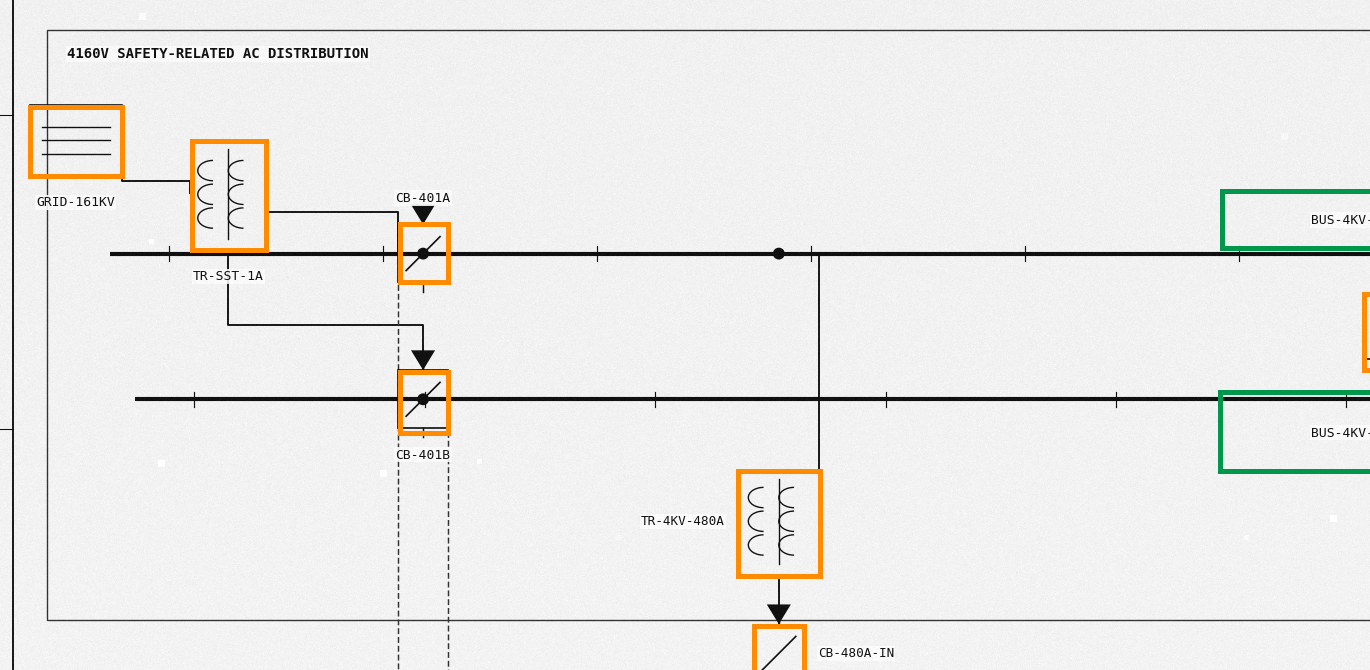 4160V SAFETY-RELATED AC DISTRIBUTION
GRID-161KV
CB-401A
BUS-4KV-
TR-SST-1A
BUS-4KV-
CB-401B
TR-4KV-480A
CB-480A-IN